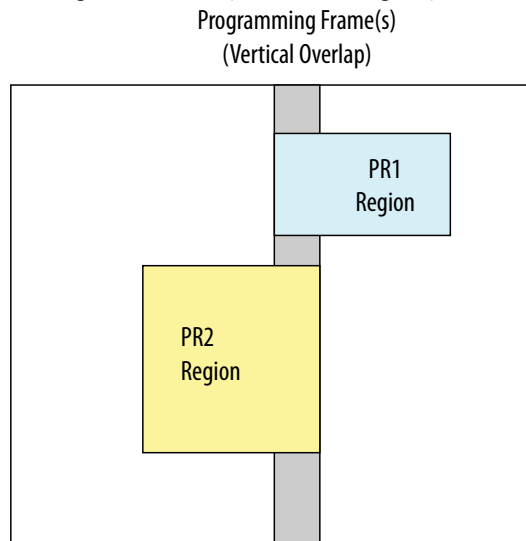 Programming Frame(s)
(Vertical Overlap)
PR1
Region
PR2
Region